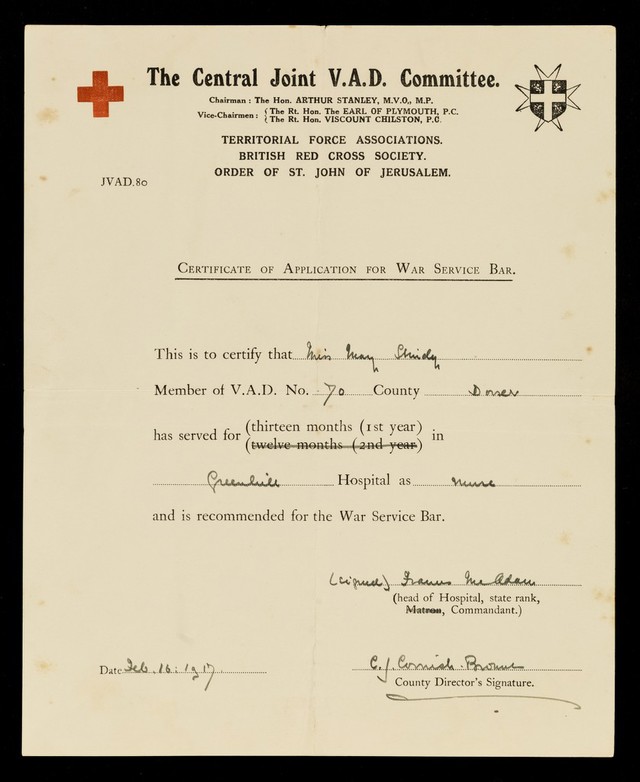 The Central Joint V.A.D. Committee.
Chairman : The Hon. ARTHUR STANLEY, M.V.O., M.P.
Vice-Chairmen : { The Rt. Hon. The EARL OF PLYMOUTH, P.C.
{ The Rt. Hon. VISCOUNT CHILSTON, P.C.
TERRITORIAL FORCE ASSOCIATIONS.
BRITISH RED CROSS SOCIETY.
ORDER OF ST. JOHN OF JERUSALEM.
JVAD.80
CERTIFICATE OF APPLICATION FOR WAR SERVICE BAR.
This is to certify that Miss May
Member of V.A.D. No. 70 County Dorset
has served for (thirteen months (1st year)
(twelve months (2nd year) in
Greenhill Hospital as nurse
and is recommended for the War Service Bar.
(signed) Frances McAdam
(head of Hospital, state rank,
Matron, Commandant.)
Date Feb. 16: 1917.
C. J. Cornish-Browne
County Director's Signature.